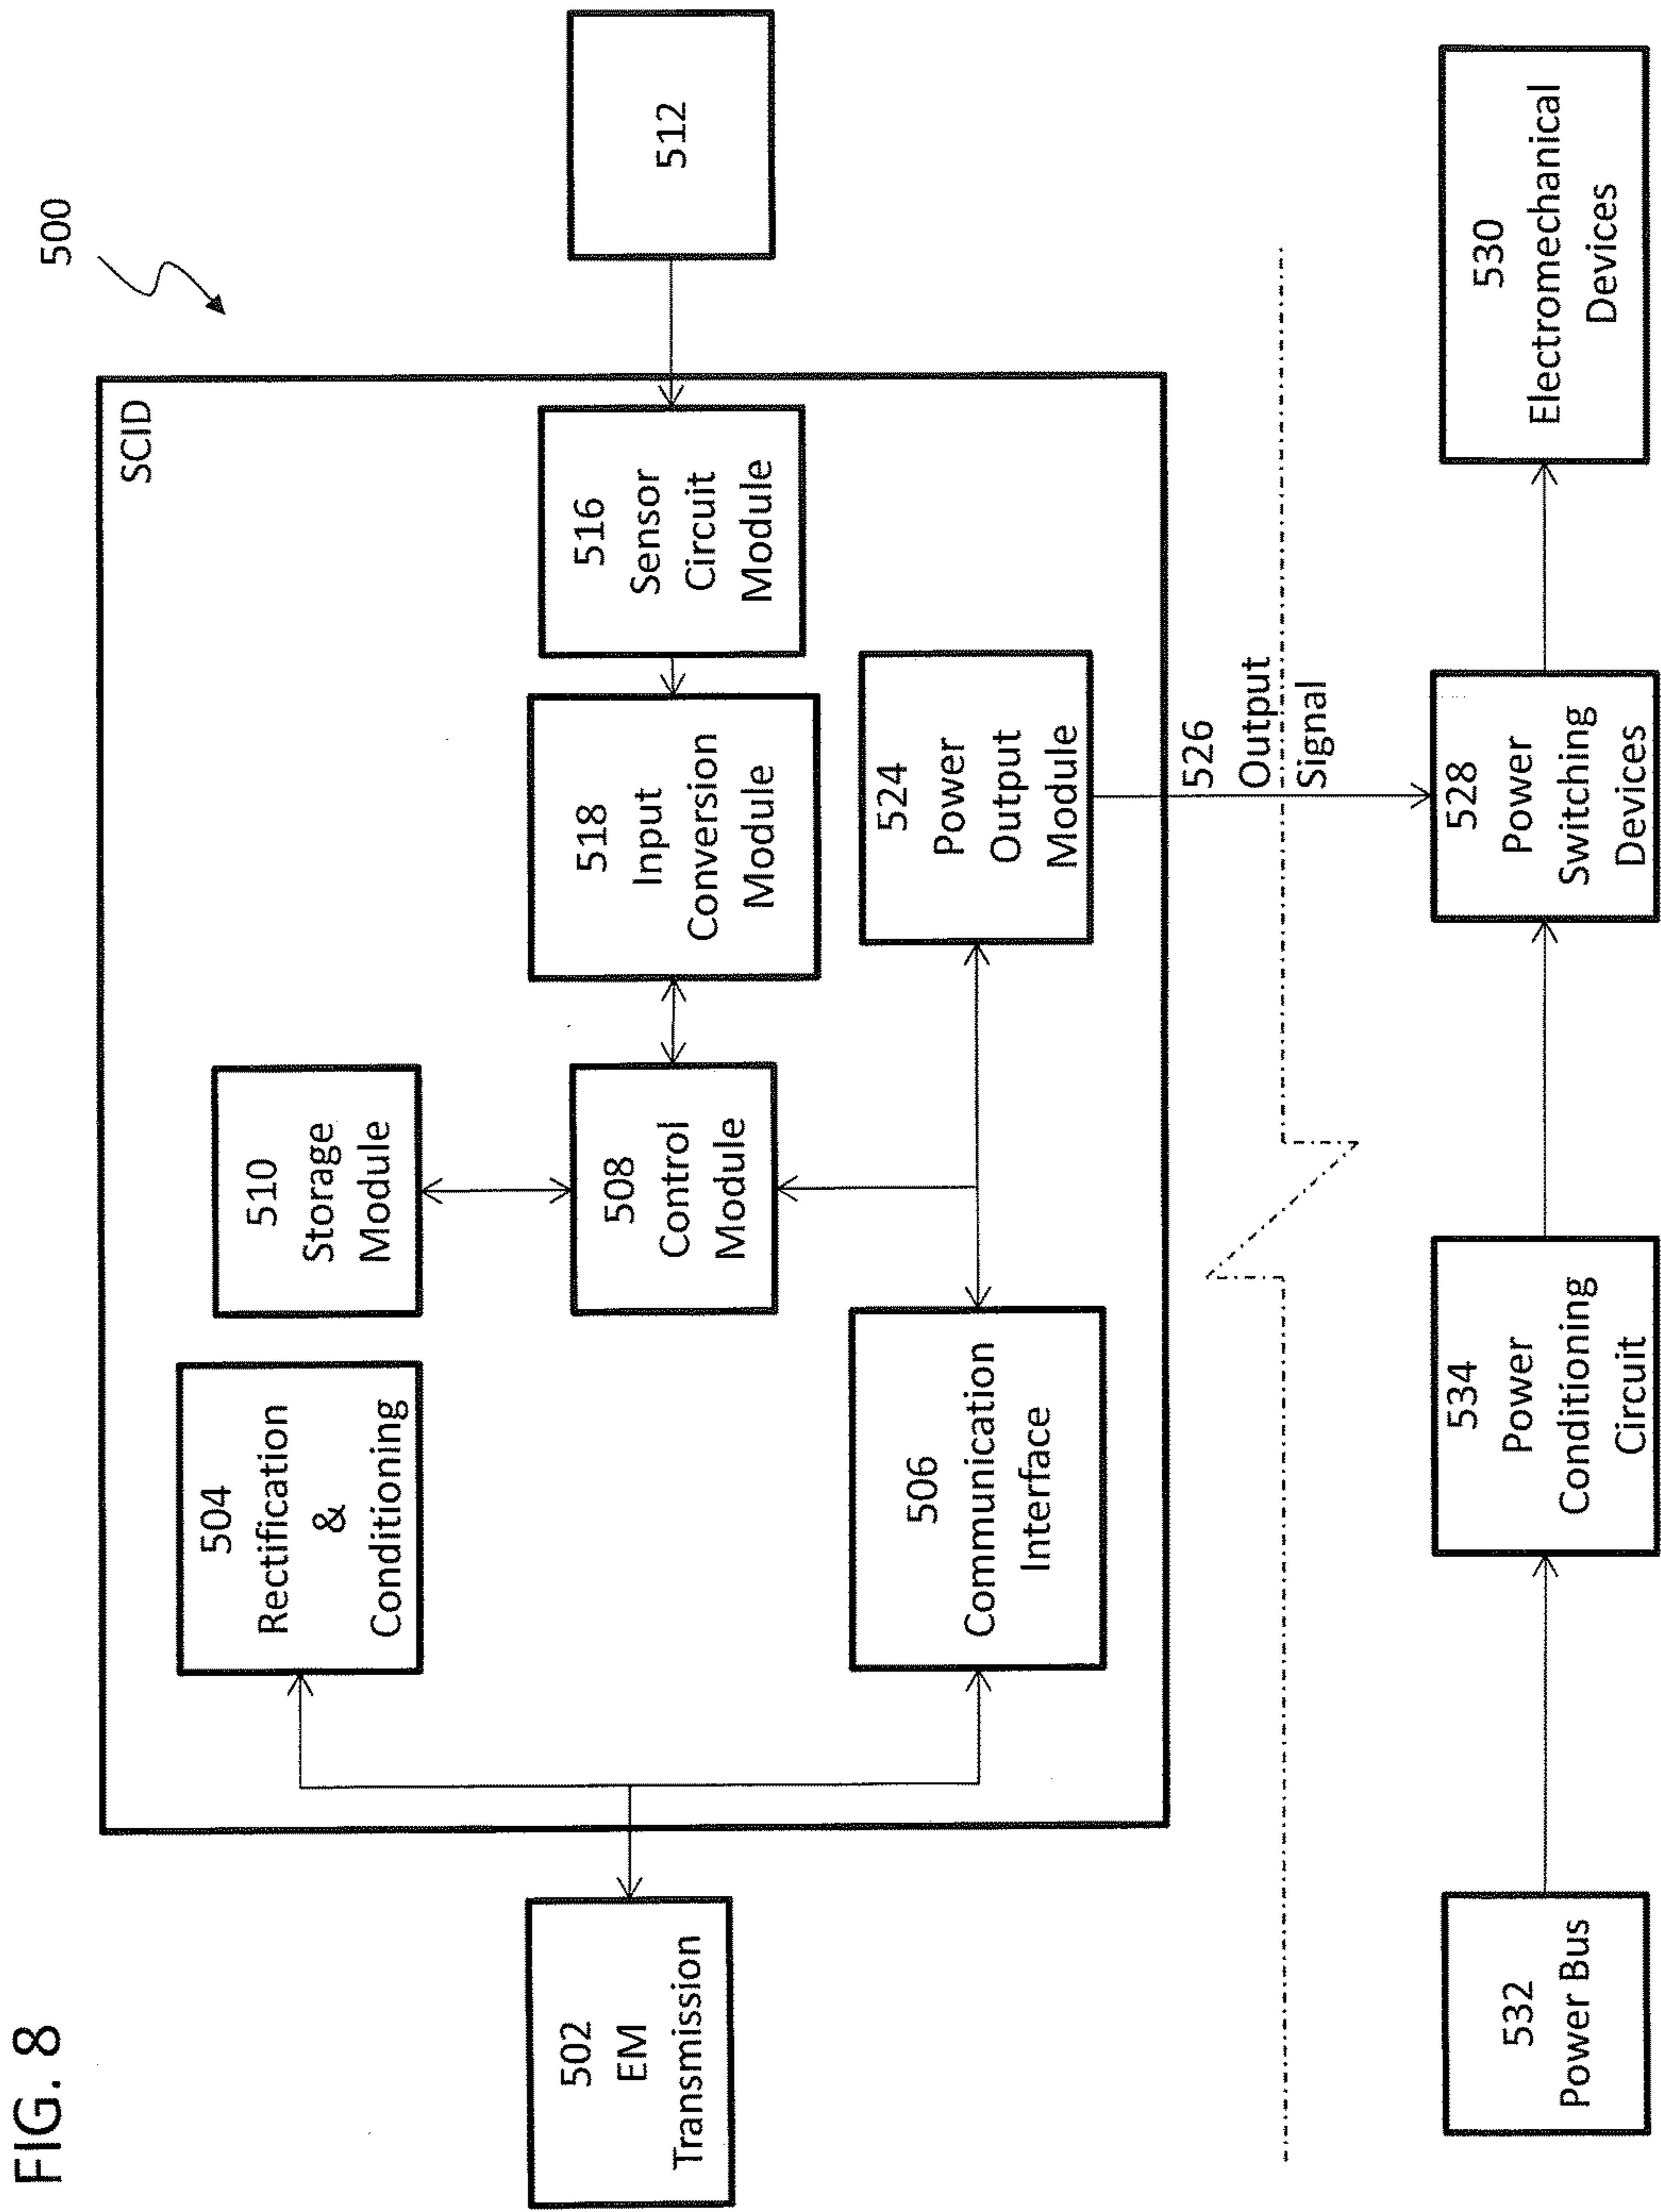 FIG. 8
500
SCID
504
Rectification
&
Conditioning
510
Storage
Module
502
EM
Transmission
508
Control
Module
518
Input
Conversion
Module
516
Sensor
Circuit
Module
512
506
Communication
Interface
524
Power
Output
Module
526
Output
Signal
532
Power Bus
534
Power
Conditioning
Circuit
528
Power
Switching
Devices
530
Electromechanical
Devices